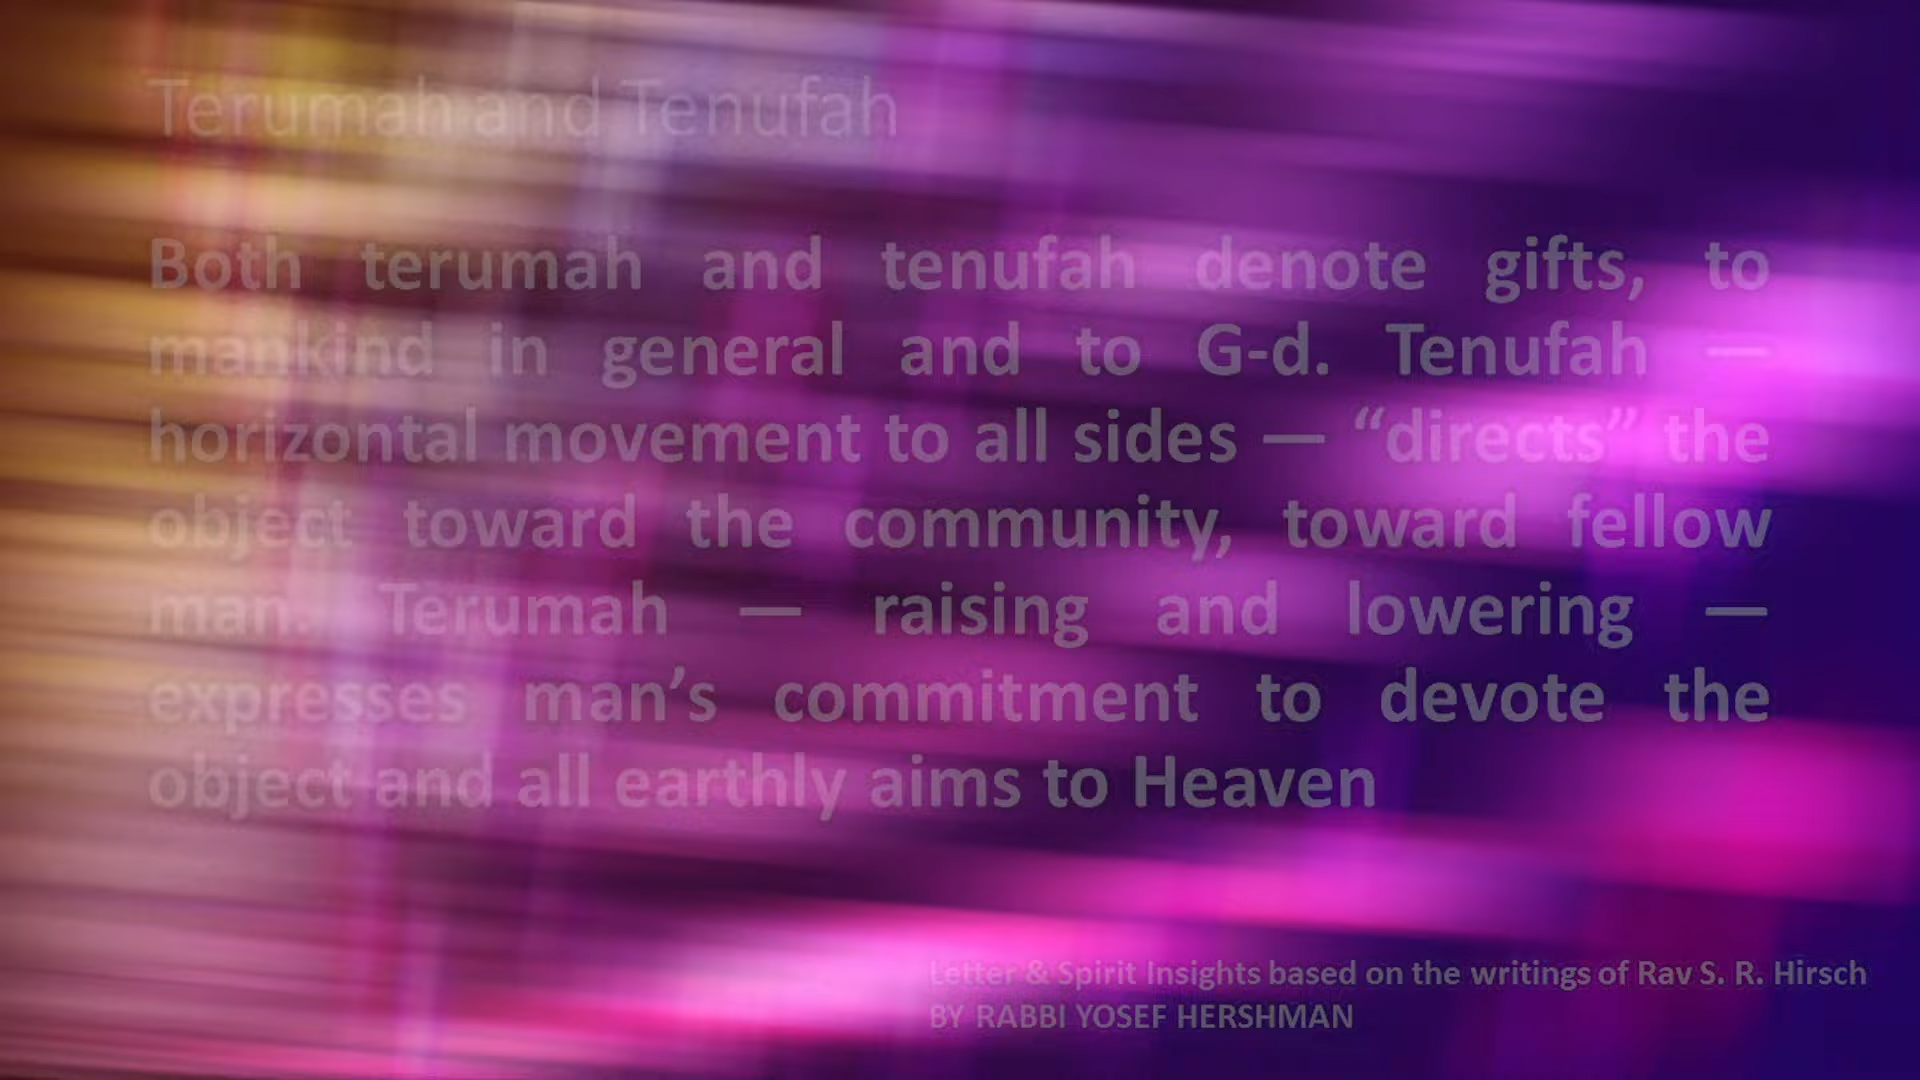 Terumah and Tenufah
Both terumah and tenufah denote gifts, to
mankind in general and to G-d. Tenufah —
horizontal movement to all sides — “directs” the
object toward the community, toward fellow
man. Terumah — raising and lowering —
expresses man’s commitment to devote the
object and all earthly aims to Heaven
Letter & Spirit Insights based on the writings of Rav S. R. Hirsch
BY RABBI YOSEF HERSHMAN